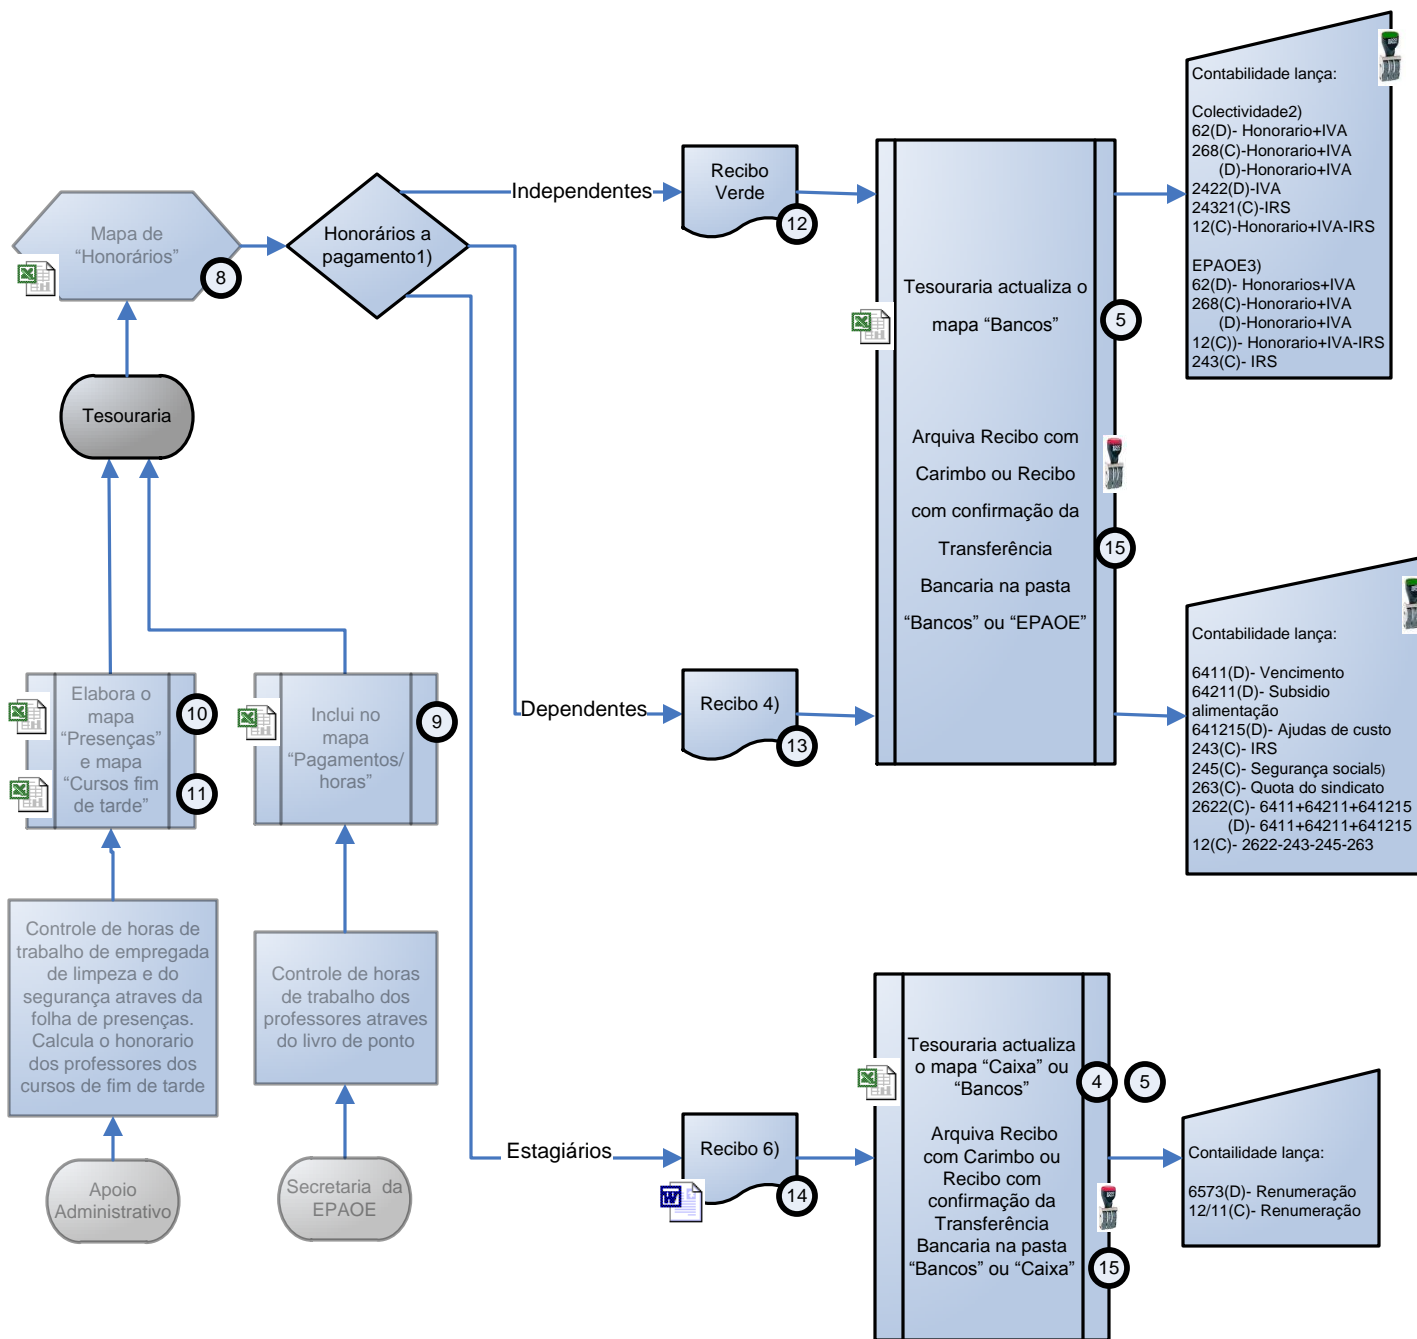 Mapa de
“Honorários”
8
Tesouraria
Elabora o
mapa
“Presenças”
e mapa
“Cursos fim
de tarde”
10
11
Inclui no
mapa
“Pagamentos/
horas”
9
Controle de horas de
trabalho de empregada
de limpeza e do
segurança atraves da
folha de presenças.
Calcula o honorario
dos professores dos
cursos de fim de tarde
Controle de horas
de trabalho dos
professores atraves
do livro de ponto
Apoio
Administrativo
Secretaria da
EPAOE
Honorários a
pagamento1)
Independentes
Recibo
Verde
12
Dependentes
Recibo 4)
13
Estagiários
Recibo 6)
14
Tesouraria actualiza o
mapa “Bancos”
5
Arquiva Recibo com
Carimbo ou Recibo
com confirmação da
Transferência
Bancaria na pasta
“Bancos” ou “EPAOE”
15
Contabilidade lança:
Colectividade2)
62(D)- Honorario+IVA
268(C)-Honorario+IVA
(D)-Honorario+IVA
2422(D)-IVA
24321(C)-IRS
12(C)-Honorario+IVA-IRS
EPAOE3)
62(D)- Honorarios+IVA
268(C)-Honorario+IVA
(D)-Honorario+IVA
12(C))- Honorario+IVA-IRS
243(C)- IRS
Contabilidade lança:
6411(D)- Vencimento
64211(D)- Subsidio
alimentação
641215(D)- Ajudas de custo
243(C)- IRS
245(C)- Segurança social5)
263(C)- Quota do sindicato
2622(C)- 6411+64211+641215
(D)- 6411+64211+641215
12(C)- 2622-243-245-263
Tesouraria actualiza
o mapa “Caixa” ou
“Bancos”
4
5
Arquiva Recibo
com Carimbo ou
Recibo com
confirmação da
Transferência
Bancaria na pasta
“Bancos” ou “Caixa”
15
Contailidade lança:
6573(D)- Renumeração
12/11(C)- Renumeração
W